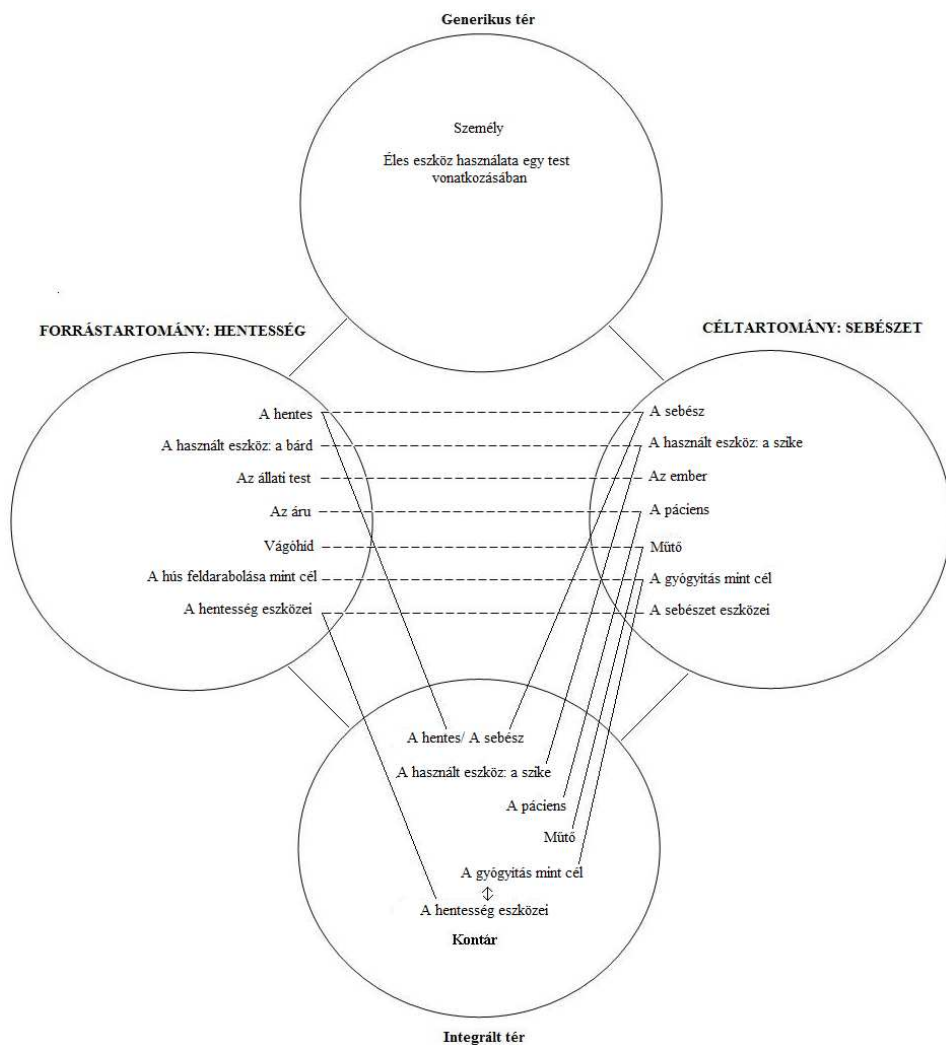 Generikus tér
Személy
Éles eszköz használata egy test
vonatkozásában
FORRÁSTARTOMÁNY: HENTESSÉG
CÉLTARTOMÁNY: SEBÉSZET
A hentes
A használt eszköz: a bárd
Az állati test
Az áru
Vágóhíd
A hús feldarabolása mint cél
A hentesség eszközei
A sebész
A használt eszköz: a szike
Az ember
A páciens
Műtő
A gyógyítás mint cél
A sebészet eszközei
A hentes/ A sebész
A használt eszköz: a szike
A páciens
Műtő
A gyógyítás mint cél
A hentesség eszközei
Kontár
Integrált tér